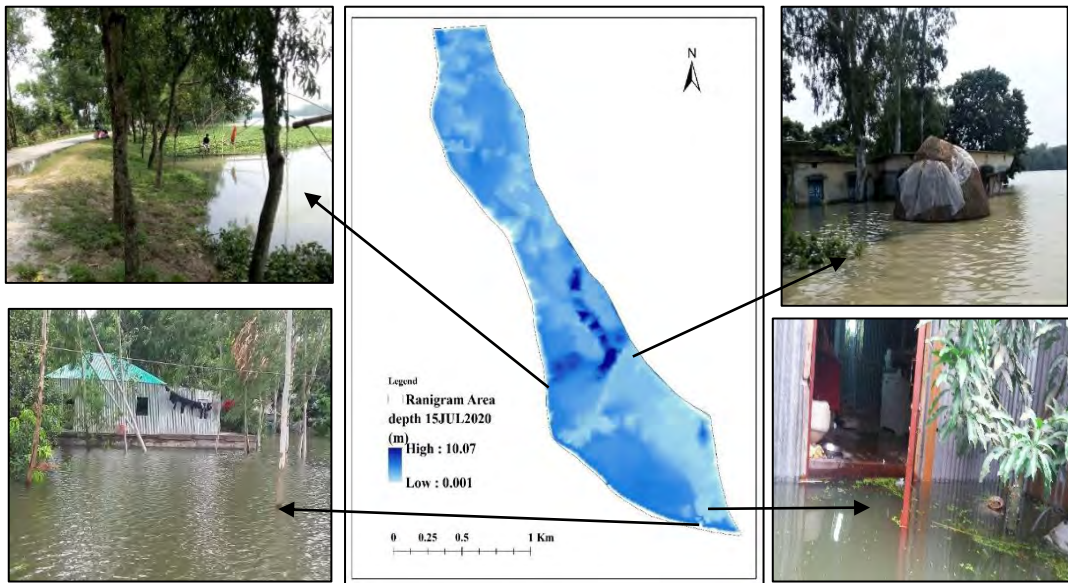 N
Legend
Ranigram Area
depth 15JUL2020
(m)
High : 10.07
Low : 0.001
0 0.25 0.5 1 Km